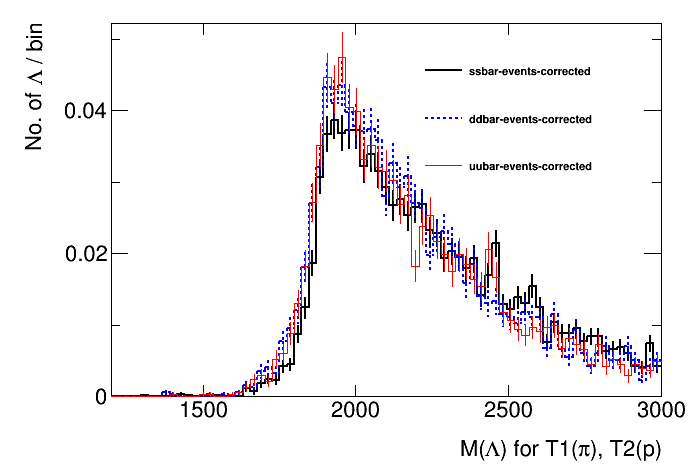 No. of Λ / bin
0.04
0.02
0
ssbar-events-corrected
ddbar-events-corrected
uubar-events-corrected
1500 2000 2500 3000
M(Λ) for T1(π), T2(p)